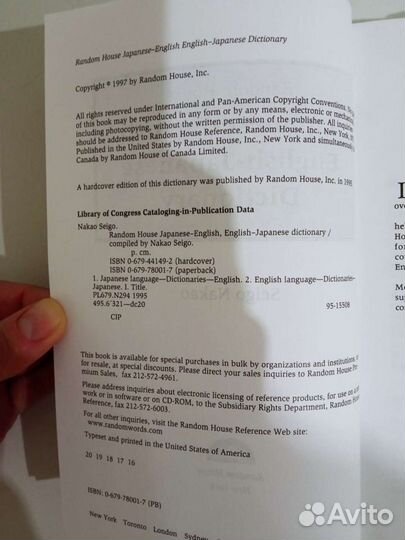 Random House Japanese–English English–Japanese Dictionary
Copyright © 1997 by Random House, Inc.
All rights reserved under International and Pan-American Copyright Conventions.
of this book may be reproduced in any form or by any means, electronic or
including photocopying, without the written permission of the publisher. All inquiries
should be addressed to Random House Reference, Random House, Inc., New York,
Published in the United States by Random House, Inc., New York and simultaneously
Canada by Random House of Canada Limited.
A hardcover edition of this dictionary was published by Random House, Inc. in 1995
Library of Congress Cataloging-in-Publication Data
Nakao Seigo.
Random House Japanese–English, English–Japanese dictionary /
compiled by Nakao Seigo.
p. cm.
ISBN 0-679-44149-2 (hardcover)
ISBN 0-679-78001-7 (paperback)
1. Japanese language—Dictionaries—English. 2. English language—Dictionaries—
Japanese. I. Title.
PL679.N294 1995
495.6'321—dc20 95-15508
CIP
This book is available for special purchases in bulk by organizations and institutions,
for resale, at special discounts. Please direct your sales inquiries to Random House
mium Sales, fax 212-572-4961.
Please address inquiries about electronic licensing of reference products, for use on
work or in software or on CD-ROM, to the Subsidiary Rights Department, Random
Reference, fax 212-572-6003.
For all other inquiries, visit the Random House Reference Web site:
www.randomwords.com
Typeset and printed in the United States of America
20 19 18 17 16
ISBN: 0-679-78001-7 (PB)
New York Toronto London Sydney
ove
he
Ho
for
co
En
Mo
su
co
Avito